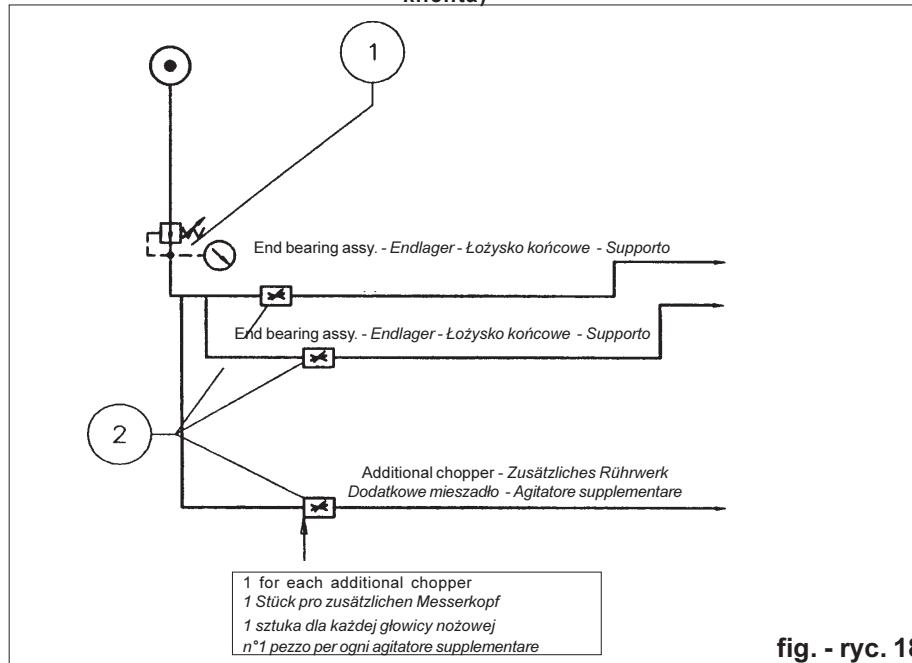 1
End bearing assy. - Endlager - Łożysko końcowe - Supporto
End bearing assy. - Endlager - Łożysko końcowe - Supporto
2
Additional chopper - Zusätzliches Rührwerk
Dodatkowe mieszadło - Agitatore supplementare
1 for each additional chopper
1 Stück pro zusätzlichen Messerkopf
1 sztuka dla każdej głowicy nożowej
n°1 pezzo per ogni agitatore supplementare
fig. - ryc. 18